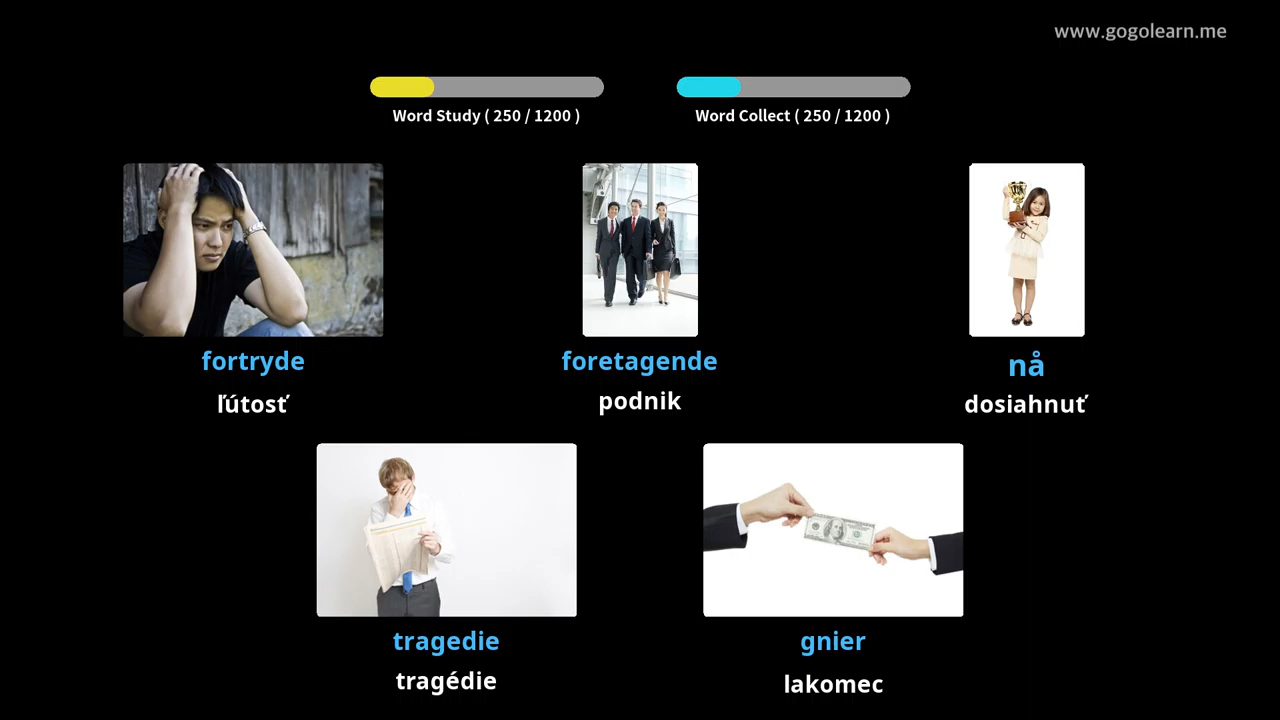 www.gogolearn.me
Word Study ( 250 / 1200 )
Word Collect ( 250 / 1200 )
fortryde
ľútosť
foretagende
podnik
nå
dosiahnuť
tragedie
tragédie
gnier
lakomec